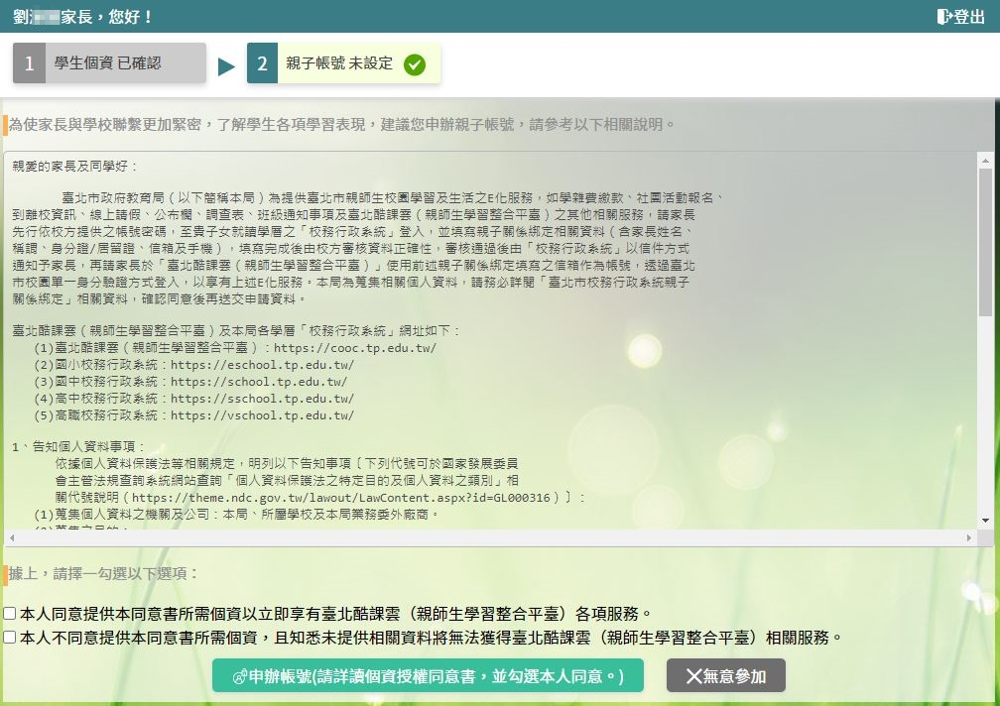 劉 家長，您好！
登出
1 學生個資 已確認
2 親子帳號 未設定
為使家長與學校聯繫更加緊密，了解學生各項學習表現，建議您申辦親子帳號，請參考以下相關說明。
親愛的家長及同學好：
臺北市政府教育局（以下簡稱本局）為提供臺北市親師生校園學習及生活之E化服務，如學雜費繳款、社團活動報名、
到離校資訊、線上請假、公布欄、調查表、班級通知事項及臺北酷課雲（親師生學習整合平臺）之其他相關服務，請家長
先行依校方提供之帳號密碼，至貴子女就讀學層之「校務行政系統」登入，並填寫親子關係綁定相關資料（含家長姓名、
稱謂、身分證/居留證、信箱及手機），填寫完成後由校方審核資料正確性，審核通過後由「校務行政系統」以信件方式
通知予家長，再請家長於「臺北酷課雲（親師生學習整合平臺）」使用前述親子關係綁定填寫之信箱作為帳號，透過臺北
市校園單一身分驗證方式登入，以享有上述E化服務。本局為蒐集相關個人資料，請務必詳閱「臺北市校務行政系統親子
關係綁定」相關資料，確認同意後再送交申請資料。
臺北酷課雲（親師生學習整合平臺）及本局各學層「校務行政系統」網址如下：
(1)臺北酷課雲（親師生學習整合平臺）：https://cooc.tp.edu.tw/
(2)國小校務行政系統：https://eschool.tp.edu.tw/
(3)國中校務行政系統：https://school.tp.edu.tw/
(4)高中校務行政系統：https://sschool.tp.edu.tw/
(5)高職校務行政系統：https://vschool.tp.edu.tw/
1、告知個人資料事項：
依據個人資料保護法等相關規定，明列以下告知事項〔下列代號可於國家發展委員
會主管法規查詢系統網站查詢「個人資料保護法之特定目的及個人資料之類別」相
關代號說明（https://theme.ndc.gov.tw/lawout/LawContent.aspx?id=GL000316）〕：
(1)蒐集個人資料之機關及公司：本局、所屬學校及本局業務委外廠商。
據上，請擇一勾選以下選項：
本人同意提供本同意書所需個資以立即享有臺北酷課雲（親師生學習整合平臺）各項服務。
本人不同意提供本同意書所需個資，且知悉未提供相關資料將無法獲得臺北酷課雲（親師生學習整合平臺）相關服務。
申辦帳號(請詳讀個資授權同意書，並勾選本人同意。)
無意參加